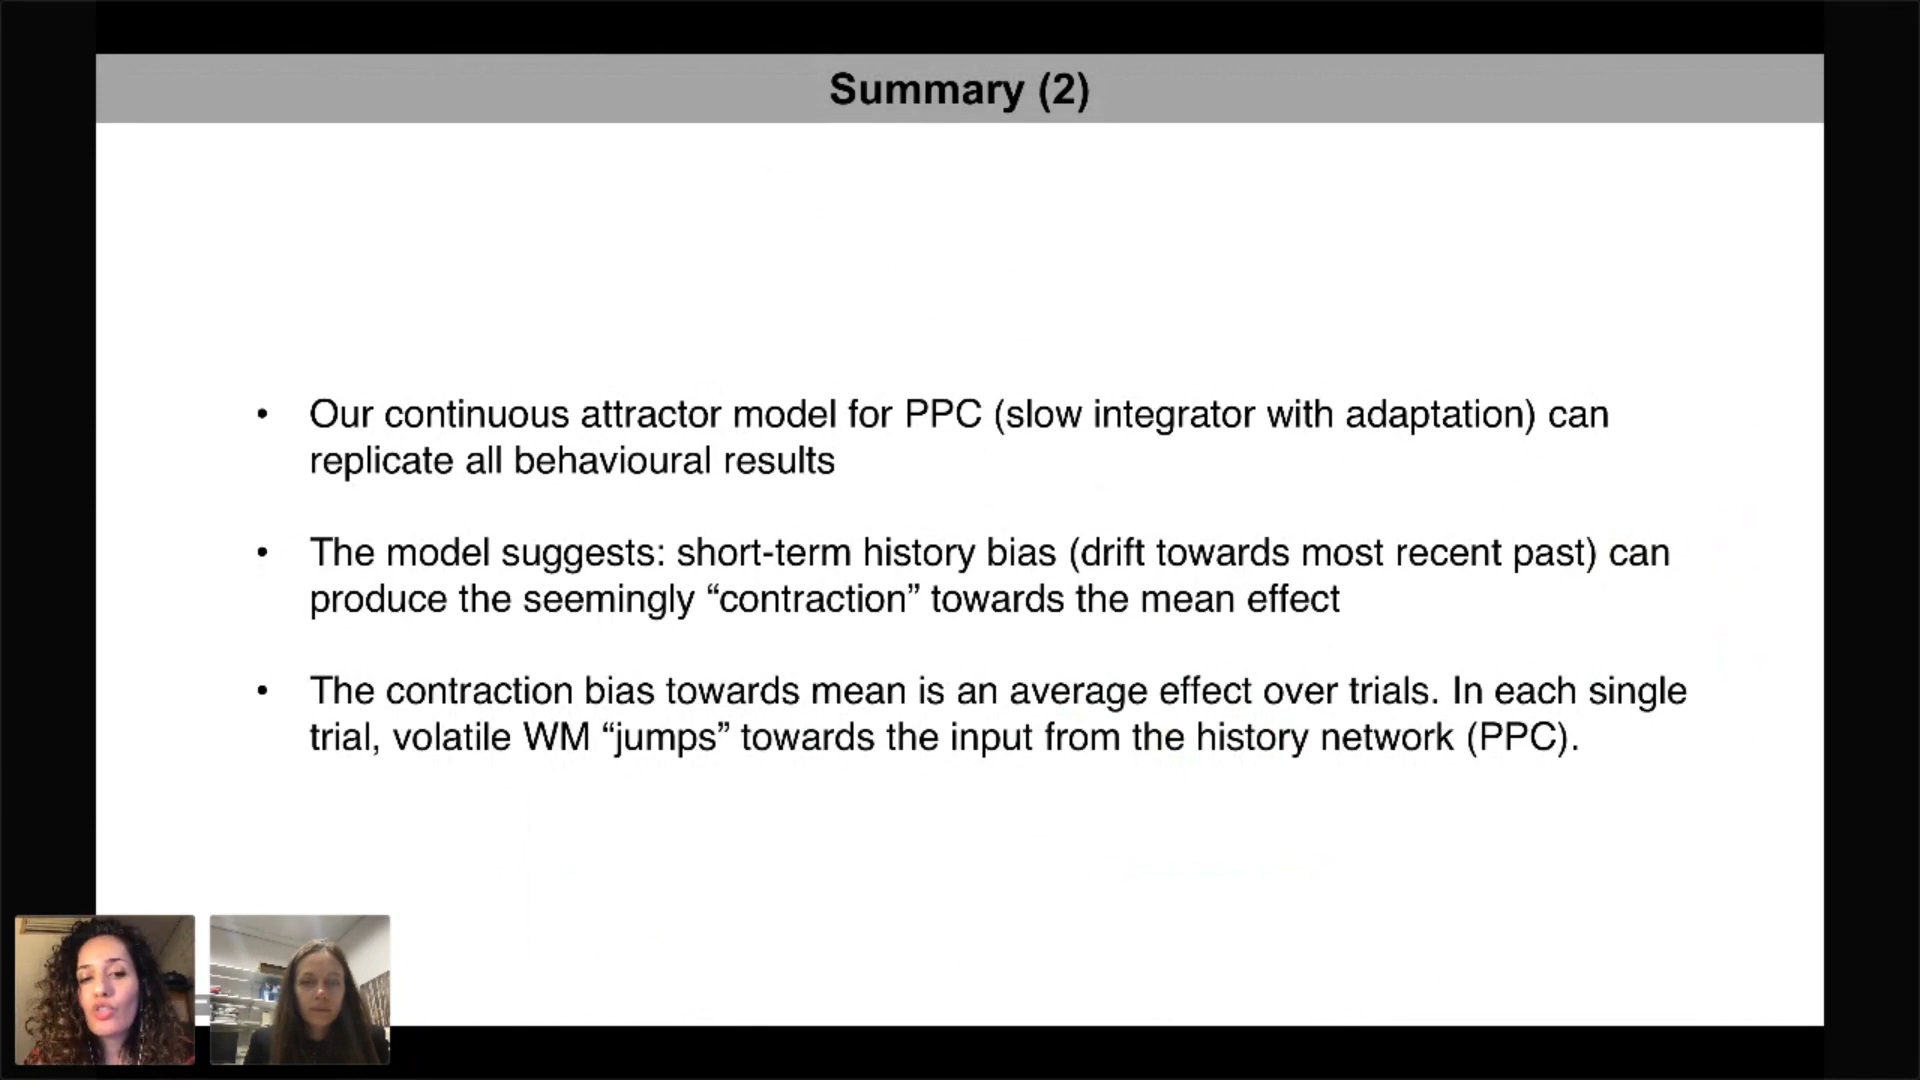 Summary (2)
• Our continuous attractor model for PPC (slow integrator with adaptation) can
replicate all behavioural results
• The model suggests: short-term history bias (drift towards most recent past) can
produce the seemingly “contraction” towards the mean effect
• The contraction bias towards mean is an average effect over trials. In each single
trial, volatile WM “jumps” towards the input from the history network (PPC).